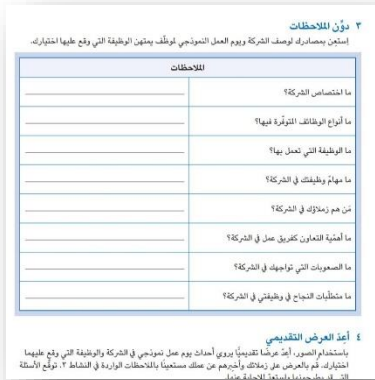 ٣ دوِّن الملاحظات
إستعِن بمصادرك لوصف الشركة ويوم العمل النموذجي لموظّف يمتهن الوظيفة التي وقع عليها اختيارك.
الملاحظات
ما اختصاص الشركة؟
ما أنواع الوظائف المتوفّرة فيها؟
ما الوظيفة التي تعمل بها؟
ما مهامّ وظيفتك في الشركة؟
مَن هم زملاؤك في الشركة؟
ما أهمّية التعاون كفريق عمل في الشركة؟
ما الصعوبات التي تواجهك في الشركة؟
ما متطلّبات النجاح في وظيفتي في الشركة؟
٤ أعِدّ العرض التقديمي
باستخدام الصور، أعِدّ عرضًا تقديميًا يروي أحداث يوم عمل نموذجي في الشركة والوظيفة التي وقع عليهما
اختيارك. قُم بالعرض على زملائك وأخبِرهم عن عملك مستعينًا بالملاحظات الواردة في النشاط ٣. توقّع الأسئلة